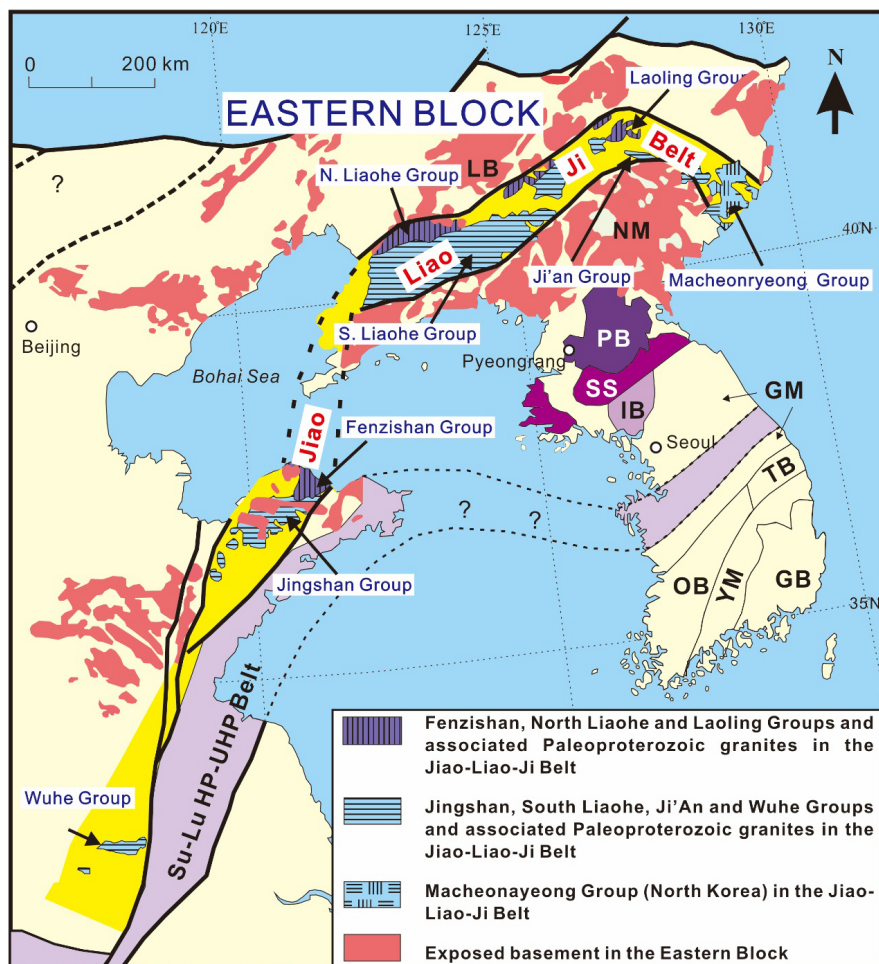 120°E
125°E
130°E
0 200 km
N
Laoling Group
EASTERN BLOCK
LB
Ji
Belt
N. Liaohe Group
?
NM
40N
Liao
Ji'an Group
Macheonryeong Group
S. Liaohe Group
Beijing
PB
Pyeongrang
Bohai Sea
SS
IB
GM
Jiao
Fenzishan Group
Seoul
TB
?
?
Jingshan Group
OB
YM
GB
35N
Su-Lu HP-UHP Belt
Wuhe Group
Fenzishan, North Liaohe and Laoling Groups and
associated Paleoproterozoic granites in the
Jiao-Liao-Ji Belt
Jingshan, South Liaohe, Ji'An and Wuhe Groups
and associated Paleoproterozoic granites in the
Jiao-Liao-Ji Belt
Macheonayeong Group (North Korea) in the Jiao-
Liao-Ji Belt
Exposed basement in the Eastern Block